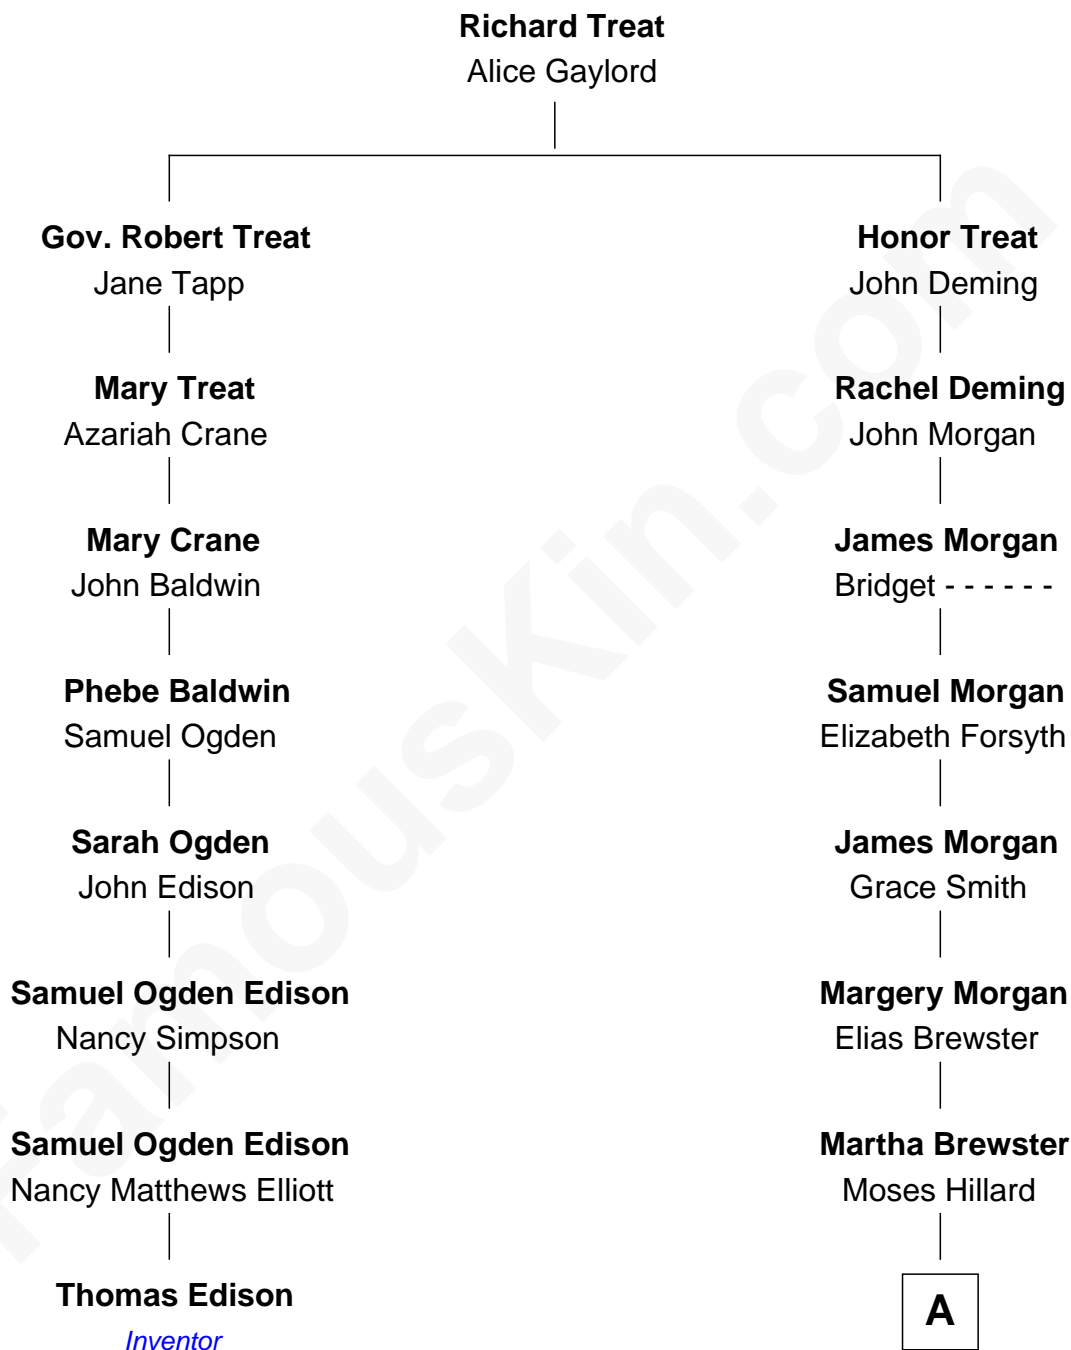 Richard Treat
Alice Gaylord
Gov. Robert Treat
Jane Tapp
Mary Treat
Azariah Crane
Mary Crane
John Baldwin
Phebe Baldwin
Samuel Ogden
Sarah Ogden
John Edison
Samuel Ogden Edison
Nancy Simpson
Samuel Ogden Edison
Nancy Matthews Elliott
Thomas Edison
Inventor
Honor Treat
John Deming
Rachel Deming
John Morgan
James Morgan
Bridget - - - - - -
Samuel Morgan
Elizabeth Forsyth
James Morgan
Grace Smith
Margery Morgan
Elias Brewster
Martha Brewster
Moses Hillard
A
FamousKin.com